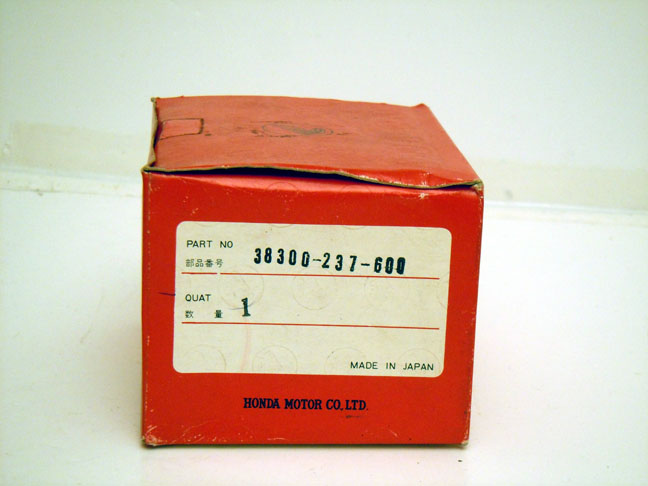 PART NO
部品番号 38300-237-600
QUAT
数 量 1
MADE IN JAPAN
HONDA MOTOR CO., LTD.